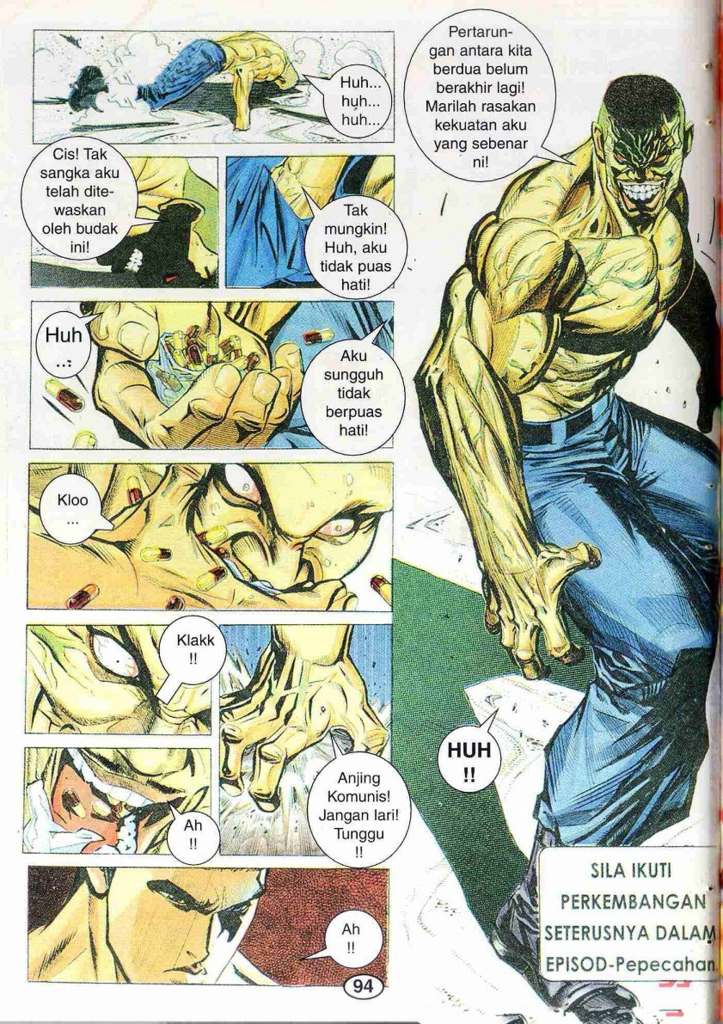 Huh...
huh...
huh...
Cis! Tak
sangka aku
telah dite-
waskan
oleh budak
ini!
Tak
mungkin!
Huh, aku
tidak puas
hati!
Huh
..:
Aku
sungguh
tidak
berpuas
hati!
Kloo
...
Klakk
!!
Ah
!!
Anjing
Komunis!
Jangan lari!
Tunggu
!!
Ah
!!
94
Pertarun-
gan antara kita
berdua belum
berakhir lagi!
Marilah rasakan
kekuatan aku
yang sebenar
ni!
HUH
!!
SILA IKUTI
PERKEMBANGAN
SETERUSNYA DALAM
EPISOD-Pepecahan